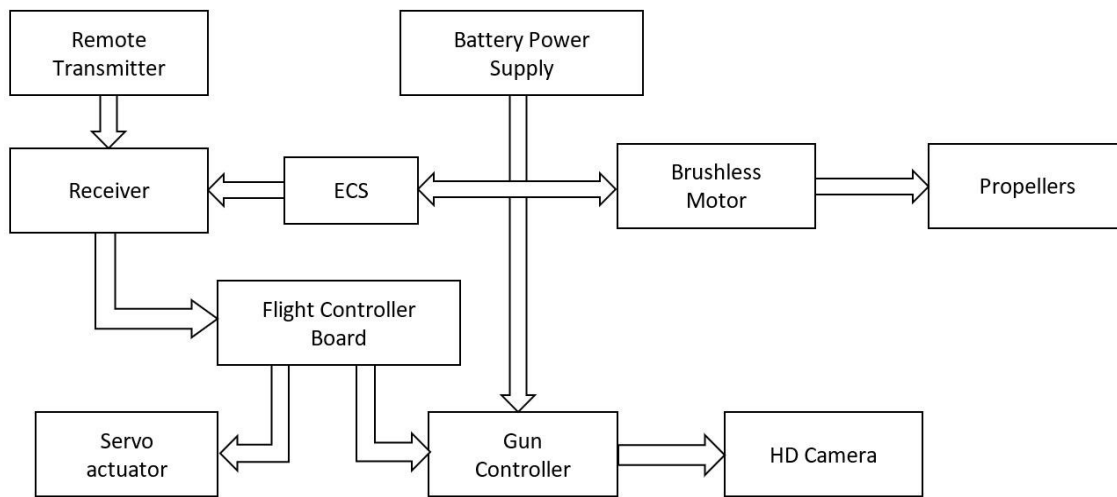 Remote
Transmitter
Battery Power
Supply
Receiver
ECS
Brushless
Motor
Propellers
Flight Controller
Board
Servo
actuator
Gun
Controller
HD Camera